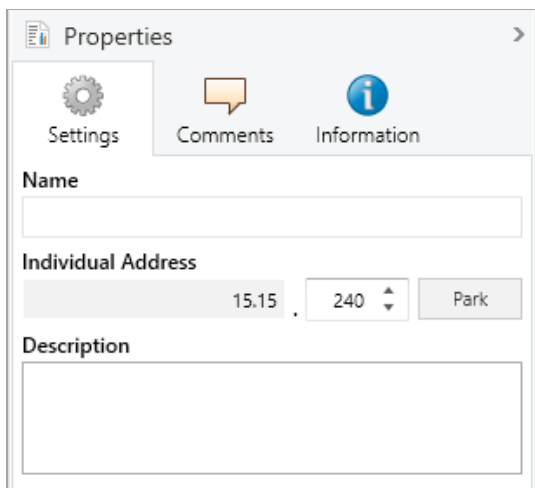 Properties
Settings Comments Information
Name
Individual Address
15.15 . 240 Park
Description